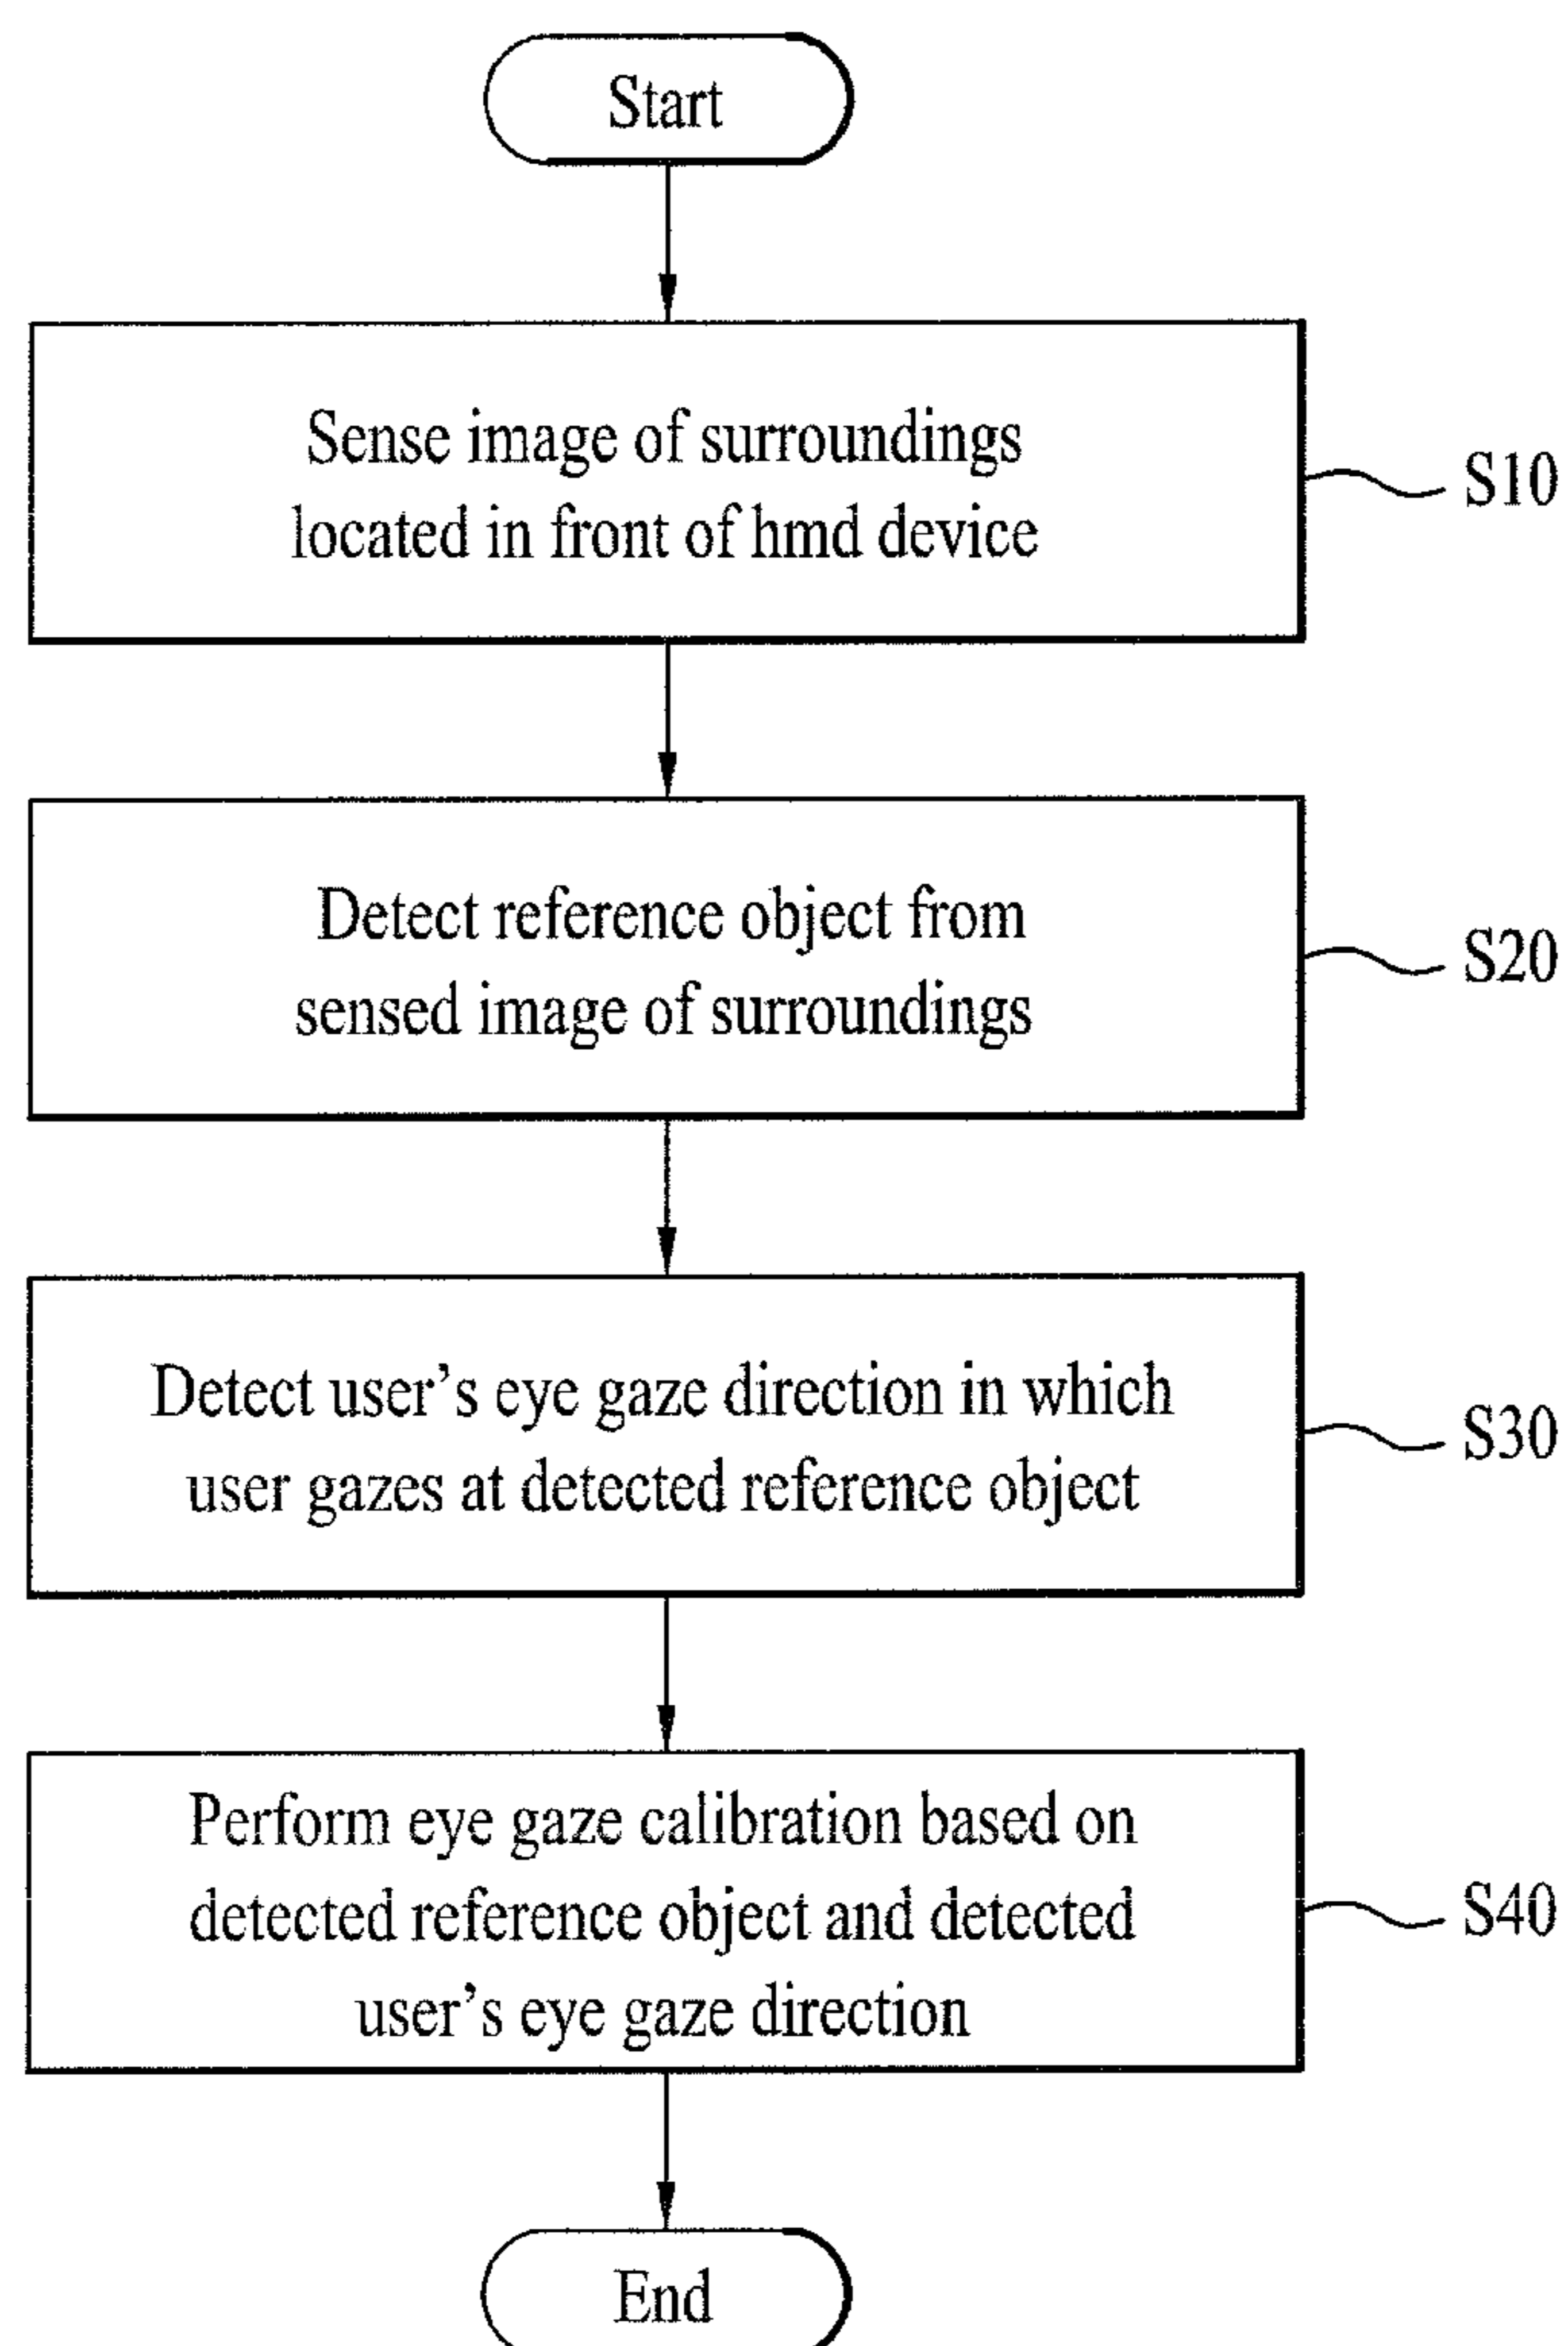 Start
Sense image of surroundings
located in front of hmd device
S10
Detect reference object from
sensed image of surroundings
S20
Detect user’s eye gaze direction in which
user gazes at detected reference object
S30
Perform eye gaze calibration based on
detected reference object and detected
user’s eye gaze direction
S40
End